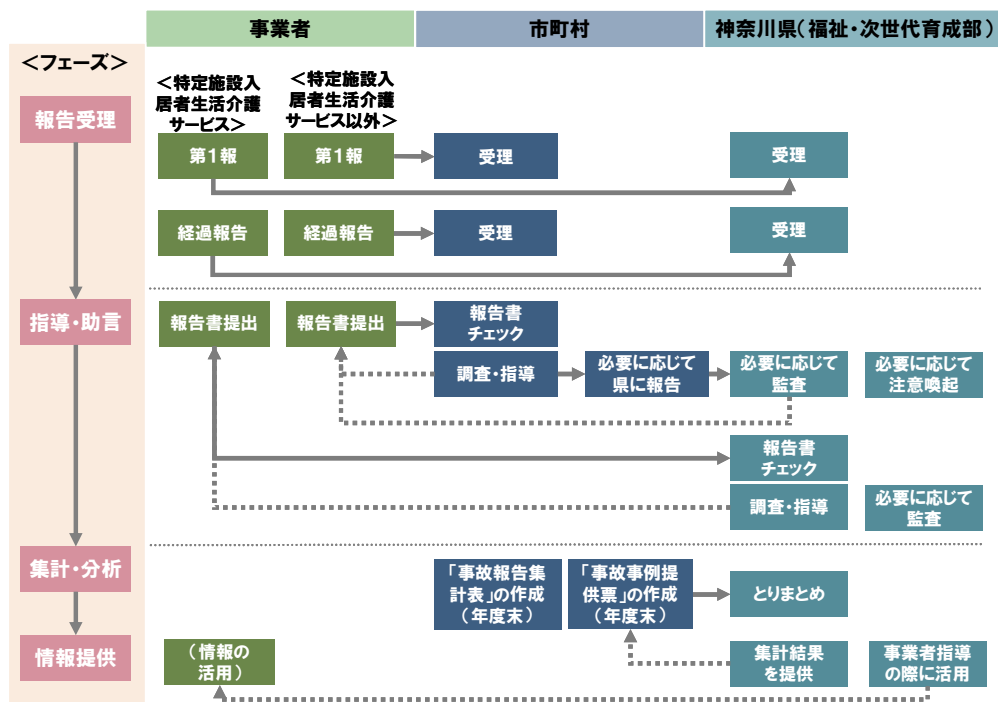 事業者
市町村
神奈川県(福祉・次世代育成部)
<フェーズ>
<特定施設入
居者生活介護
サービス>
<特定施設入
居者生活介護
サービス以外>
報告受理
第1報
第1報
受理
受理
経過報告
経過報告
受理
受理
指導・助言
報告書提出
報告書提出
報告書
チェック
調査・指導
必要に応じて
県に報告
必要に応じて
監査
必要に応じて
注意喚起
報告書
チェック
調査・指導
必要に応じて
監査
集計・分析
「事故報告集
計表」の作成
(年度末)
「事故事例提
供票」の作成
(年度末)
とりまとめ
情報提供
(情報の
活用)
集計結果
を提供
事業者指導
の際に活用